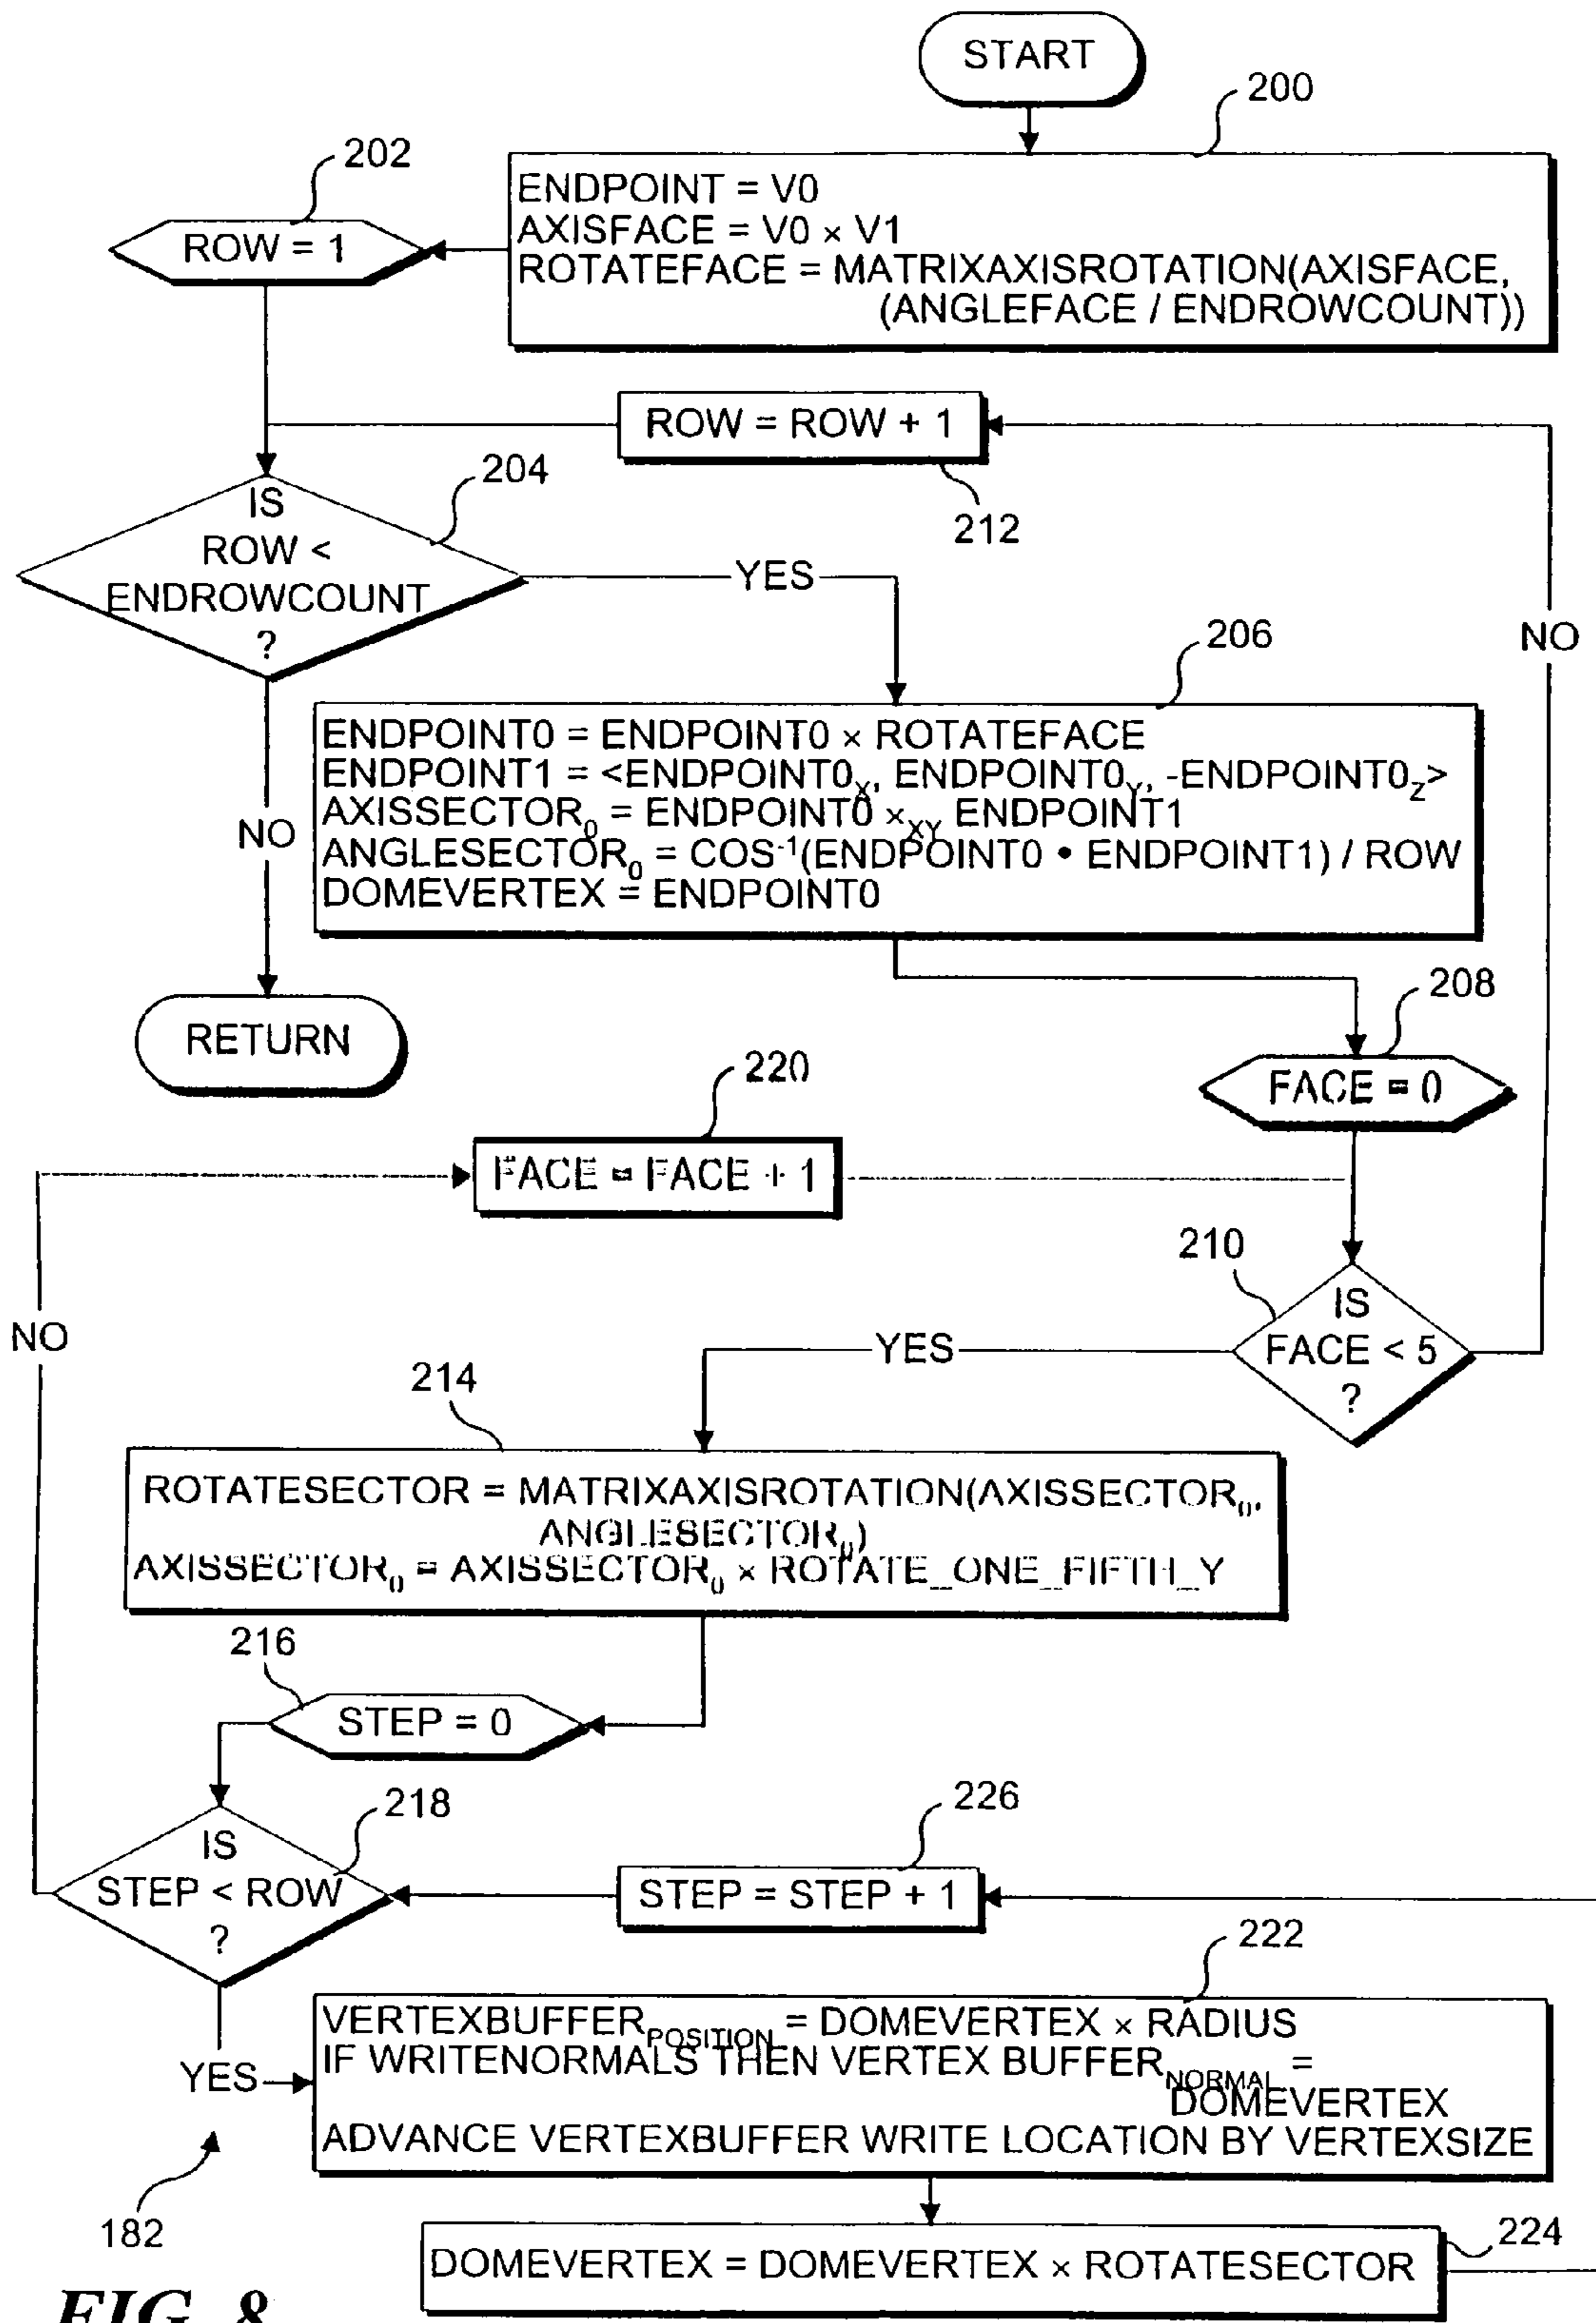 START
200
202
ENDPOINT = V0
AXISFACE = V0 × V1
ROTATEFACE = MATRIXAXISROTATION(AXISFACE,
(ANGLEFACE / ENDROWCOUNT))
ROW = 1
ROW = ROW + 1
212
204
IS
ROW <
ENDROWCOUNT
?
YES
NO
206
ENDPOINT0 = ENDPOINT0 × ROTATEFACE
ENDPOINT1 = <ENDPOINT0X, ENDPOINT0Y, -ENDPOINT0Z>
AXISSECTOR0 = ENDPOINT0 ×XY ENDPOINT1
ANGLESECTOR0 = COS-1(ENDPOINT0 • ENDPOINT1) / ROW
DOMEVERTEX = ENDPOINT0
NO
208
RETURN
FACE = 0
220
FACE = FACE + 1
210
IS
FACE < 5
?
YES
NO
214
ROTATESECTOR = MATRIXAXISROTATION(AXISSECTOR0,
ANGLESECTOR0)
AXISSECTOR0 = AXISSECTOR0 × ROTATE_ONE_FIFTH_Y
216
STEP = 0
218
IS
STEP < ROW
?
226
STEP = STEP + 1
222
YES
VERTEXBUFFERPOSITION = DOMEVERTEX × RADIUS
IF WRITENORMALS THEN VERTEX BUFFERNORMAL =
DOMEVERTEX
ADVANCE VERTEXBUFFER WRITE LOCATION BY VERTEXSIZE
182
224
DOMEVERTEX = DOMEVERTEX × ROTATESECTOR
FIG. 8